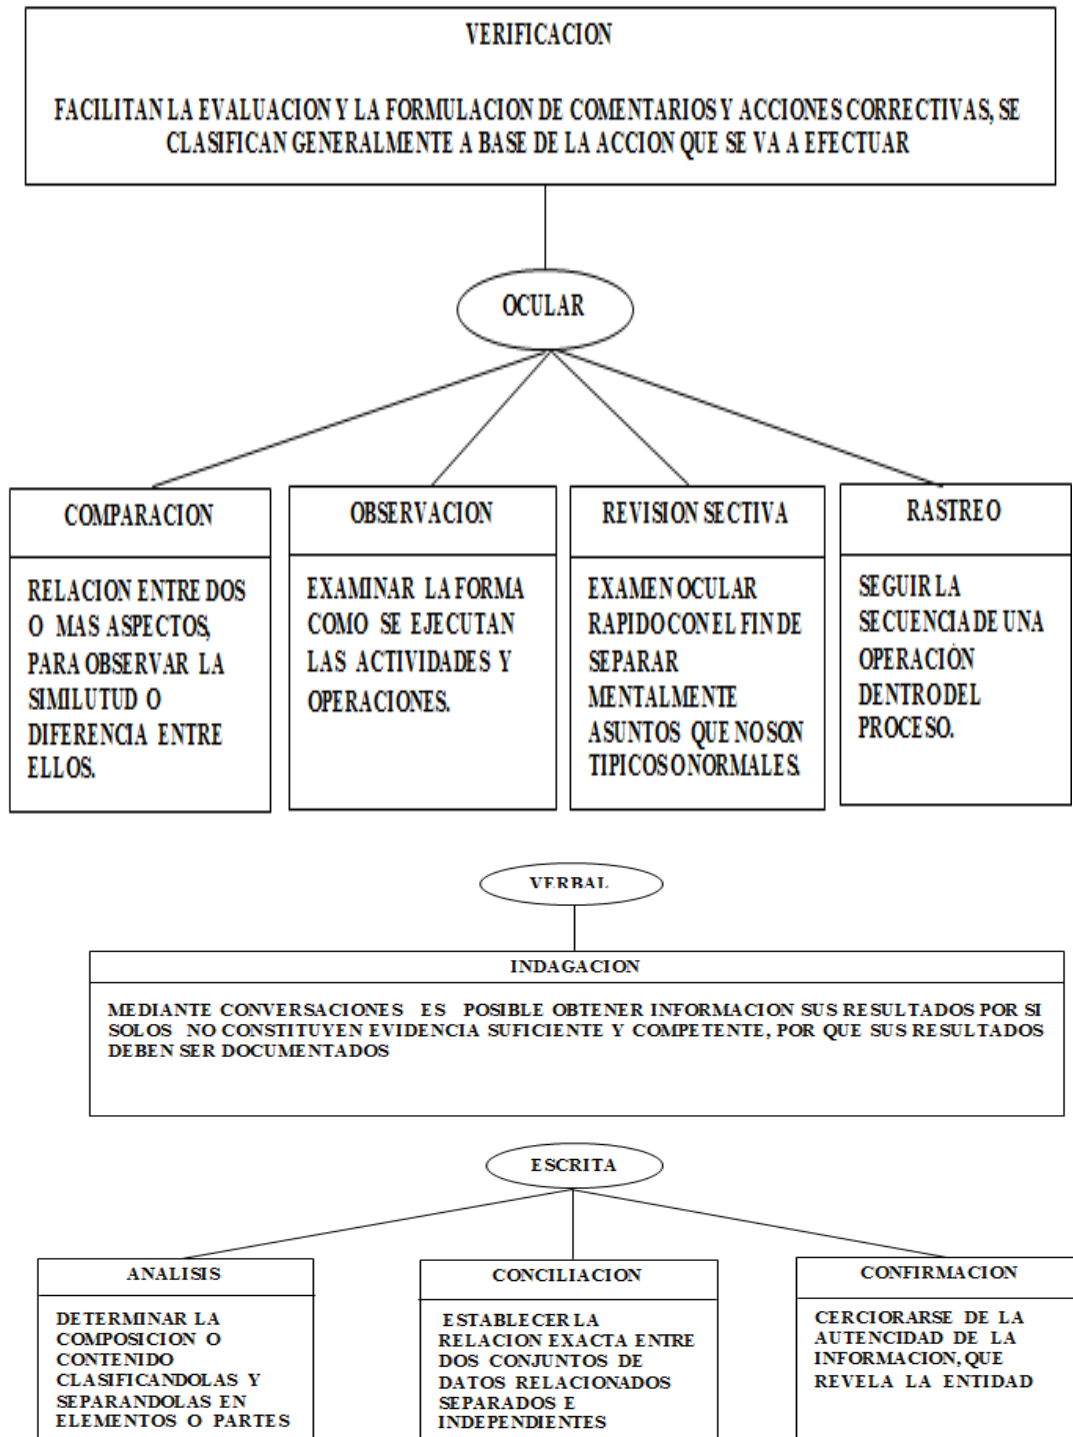 VERIFICACION
FACILITAN LA EVALUACION Y LA FORMULACION DE COMENTARIOS Y ACCIONES CORRECTIVAS, SE
CLASIFICAN GENERALMENTE A BASE DE LA ACCION QUE SE VA A EFECTUAR
OCULAR
COMPARACION
RELACION ENTRE DOS
O MAS ASPECTOS,
PARA OBSERVAR LA
SIMILUTUD O
DIFERENCIA ENTRE
ELLOS.
OBSERVACION
EXAMINAR LA FORMA
COMO SE EJECUTAN
LAS ACTIVIDADES Y
OPERACIONES.
REVISION SECTIVA
EXAMEN OCULAR
RAPIDO CON EL FIN DE
SEPARAR
MENTALMENTE
ASUNTOS QUE NO SON
TIPICOS O NORMALES.
RASTREO
SEGUIR LA
SECUENCIA DE UNA
OPERACIÓN
DENTRO DEL
PROCESO.
VERBAL
INDAGACION
MEDIANTE CONVERSACIONES ES POSIBLE OBTENER INFORMACION SUS RESULTADOS POR SI
SOLOS NO CONSTITUYEN EVIDENCIA SUFICIENTE Y COMPETENTE, POR QUE SUS RESULTADOS
DEBEN SER DOCUMENTADOS
ESCRITA
ANALISIS
DETERMINAR LA
COMPOSICION O
CONTENIDO
CLASIFICANDOLAS Y
SEPARANDOLAS EN
ELEMENTOS O PARTES
CONCILIACION
ESTABLECER LA
RELACION EXACTA ENTRE
DOS CONJUNTOS DE
DATOS RELACIONADOS
SEPARADOS E
INDEPENDIENTES
CONFIRMACION
CERCIORARSE DE LA
AUTENCIDAD DE LA
INFORMACION, QUE
REVELA LA ENTIDAD